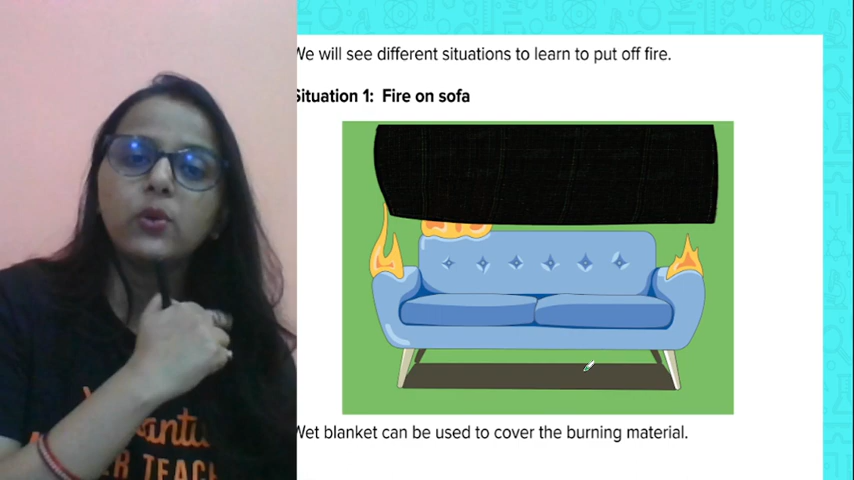 We will see different situations to learn to put off fire.
Situation 1: Fire on sofa
Wet blanket can be used to cover the burning material.
TEACH